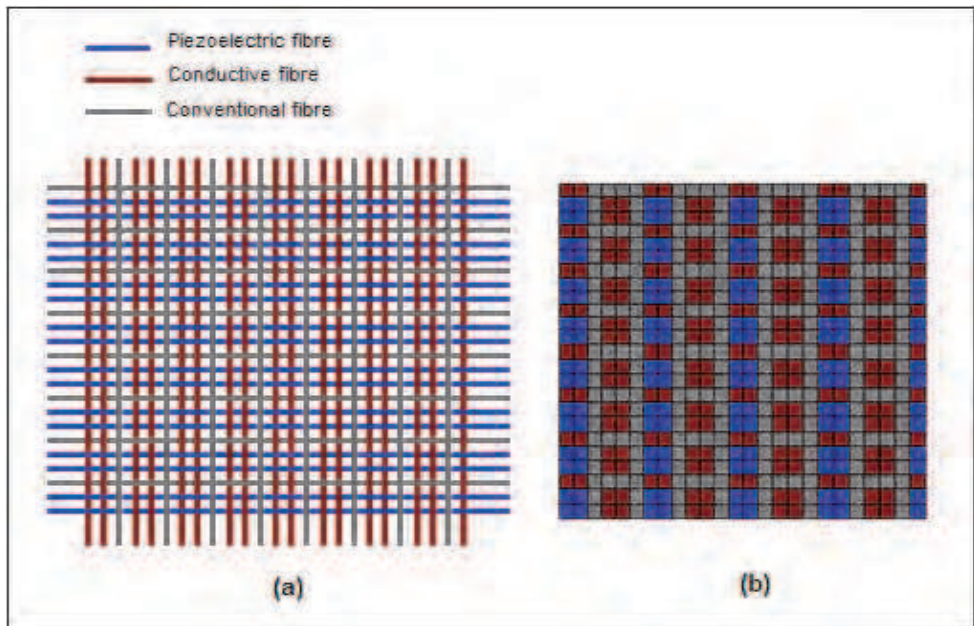 Piezoelectric fibre
Conductive fibre
Conventional fibre
(a)
(b)